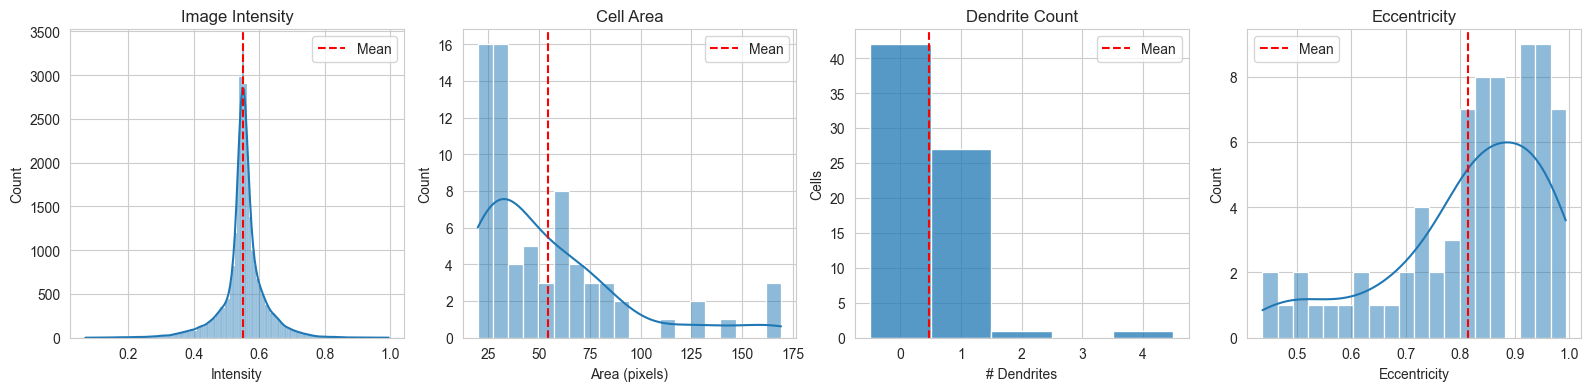 Image Intensity
3500
3000
2500
2000
1500
1000
500
0
Count
0.2 0.4 0.6 0.8 1.0
Intensity
Mean
Cell Area
16
14
12
10
8
6
4
2
0
Count
25 50 75 100 125 150 175
Area (pixels)
Mean
Dendrite Count
40
35
30
25
20
15
10
5
0
Cells
0 1 2 3 4
# Dendrites
Mean
Eccentricity
8
6
4
2
0
Count
0.5 0.6 0.7 0.8 0.9 1.0
Eccentricity
Mean